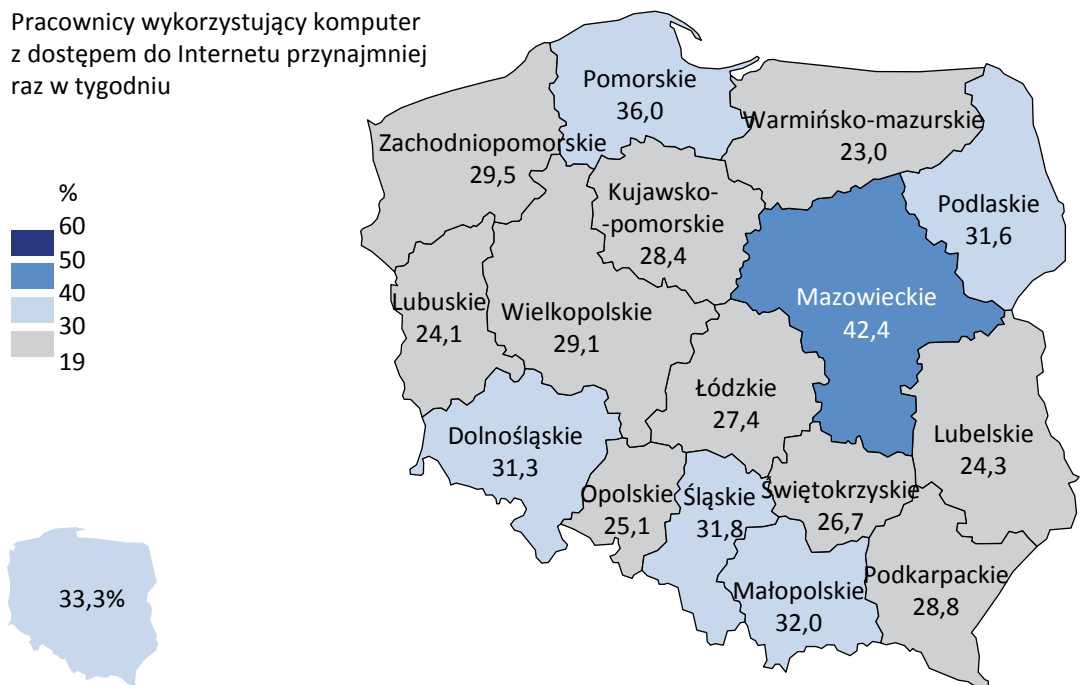 Pracownicy wykorzystujący komputer
z dostępem do Internetu przynajmniej
raz w tygodniu
%
60
50
40
30
19
33,3%
Pomorskie
36,0
Warmińsko-mazurskie
23,0
Zachodniopomorskie
29,5
Kujawsko-
-pomorskie
28,4
Podlaskie
31,6
Mazowieckie
42,4
Lubuskie
24,1
Wielkopolskie
29,1
Łódzkie
27,4
Lubelskie
24,3
Dolnośląskie
31,3
Opolskie
25,1
Śląskie
31,8
Świętokrzyskie
26,7
Małopolskie
32,0
Podkarpackie
28,8